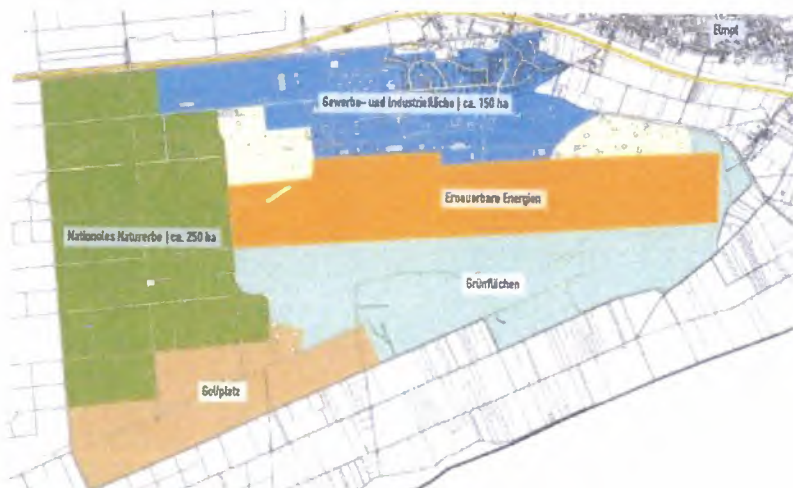 Elmpt
Gewerbe- und Industriefläche | ca. 150 ha
Erneuerbare Energien
Nationales Naturerbe | ca. 250 ha
Grünflächen
Golfplatz